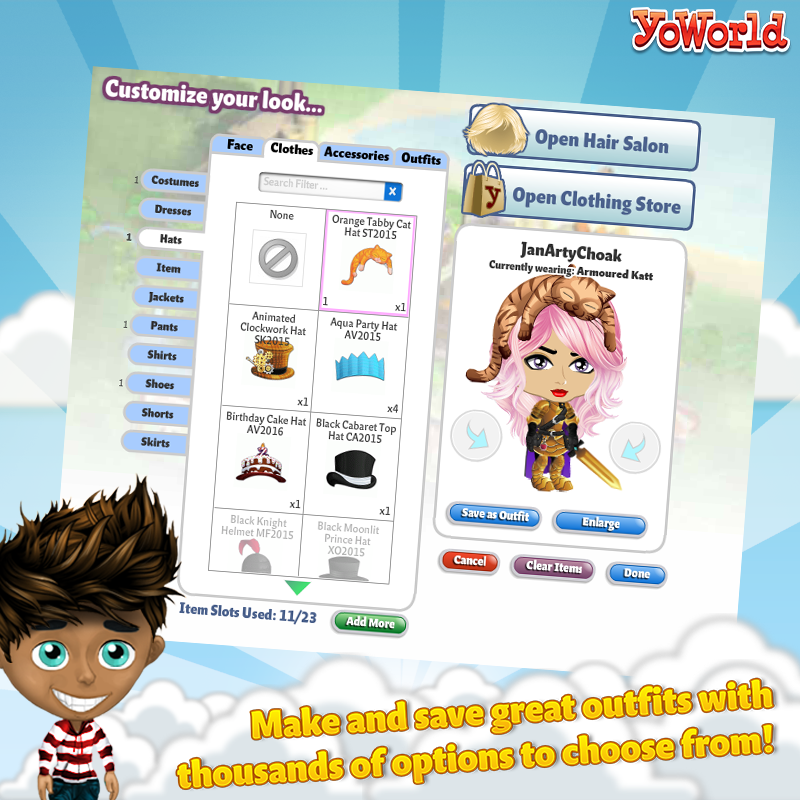 YoWorld
Customize your look...
Face
Clothes
Accessories
Outfits
Search Filter ...
x
1 Costumes
Dresses
1 Hats
Item
Jackets
1 Pants
Shirts
1 Shoes
Shorts
Skirts
None
Orange Tabby Cat
Hat ST2015
1
x1
Animated
Clockwork Hat
SK2015
x1
Aqua Party Hat
AV2015
x4
Birthday Cake Hat
AV2016
x1
Black Cabaret Top
Hat CA2015
x1
Black Knight
Helmet MF2015
Black Moonlit
Prince Hat
XO2015
Item Slots Used: 11/23
Add More
Open Hair Salon
y
Open Clothing Store
JanArtyChoak
Currently wearing: Armoured Katt
Save as Outfit
Enlarge
Cancel
Clear Items
Done
Make and save great outfits with
thousands of options to choose from!